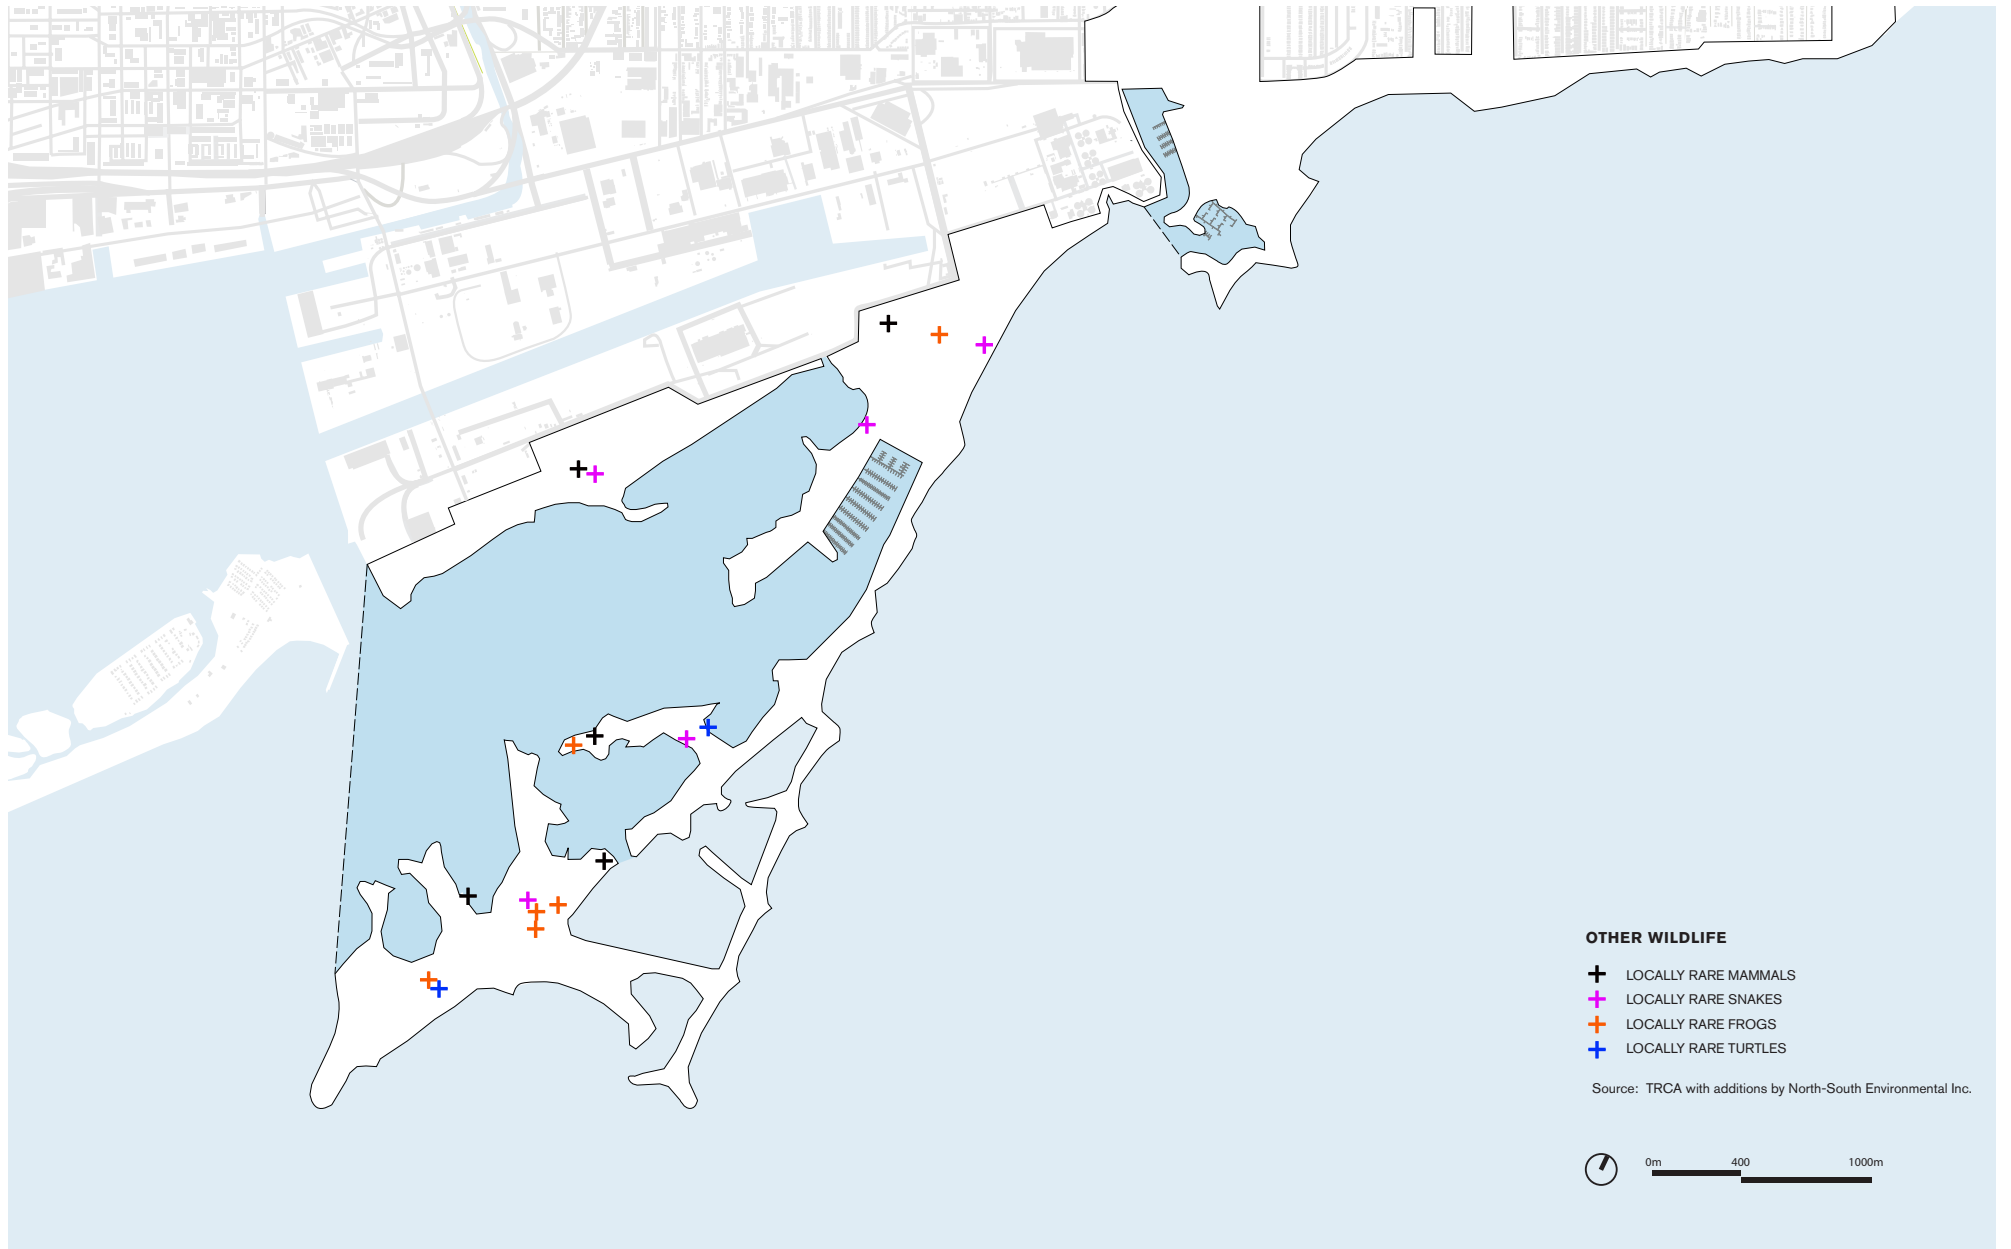 OTHER WILDLIFE
LOCALLY RARE MAMMALS
LOCALLY RARE SNAKES
LOCALLY RARE FROGS
LOCALLY RARE TURTLES
Source: TRCA with additions by North-South Environmental Inc.
0m 400 1000m